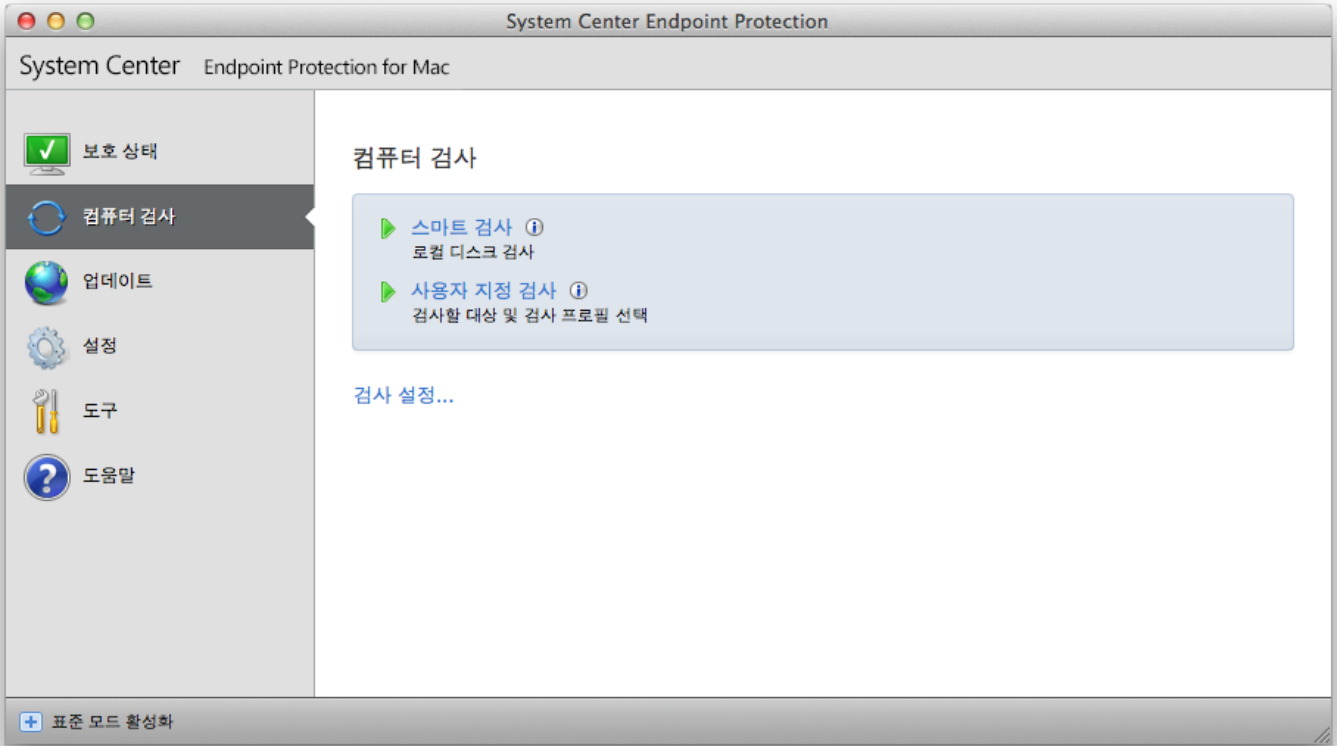 System Center Endpoint Protection
System Center Endpoint Protection for Mac
보호 상태
컴퓨터 검사
업데이트
설정
도구
도움말
컴퓨터 검사
스마트 검사
로컬 디스크 검사
사용자 지정 검사
검사할 대상 및 검사 프로필 선택
검사 설정...
표준 모드 활성화